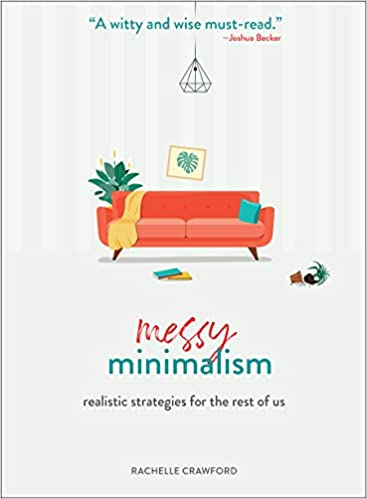 “A witty and wise must-read.”
—Joshua Becker
messy
minimalism
realistic strategies for the rest of us
RACHELLE CRAWFORD